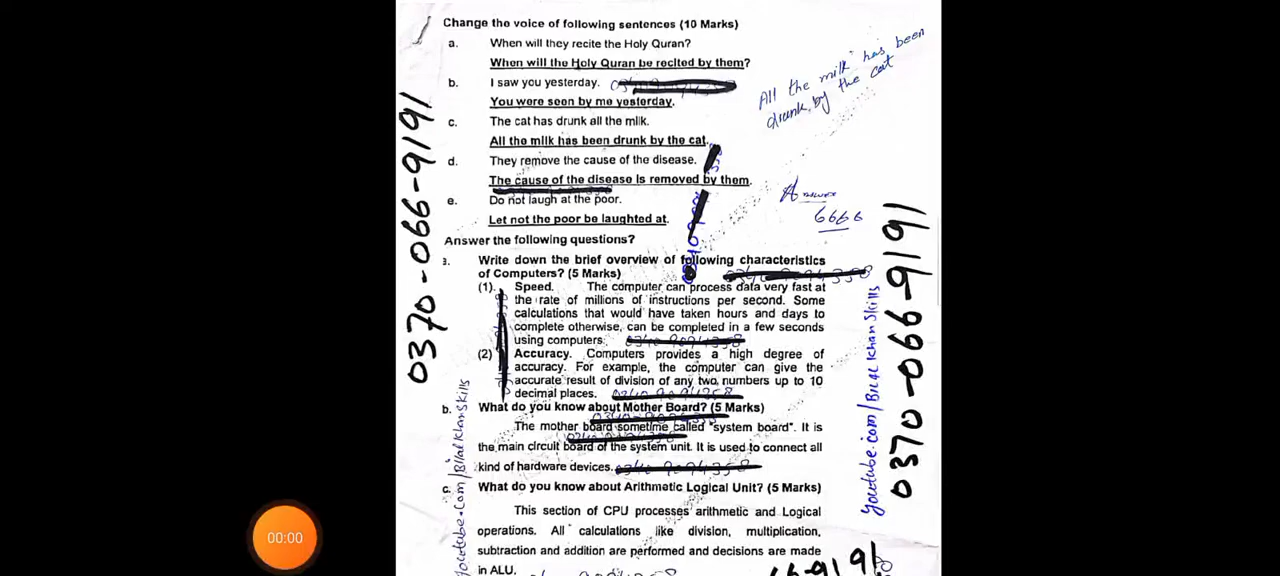 Change the voice of following sentences (10 Marks)
a. When will they recite the Holy Quran?
When will the Holy Quran be recited by them?
b. I saw you yesterday.
You were seen by me yesterday.
c. The cat has drunk all the milk.
All the milk has been drunk by the cat.
d. They remove the cause of the disease.
The cause of the disease is removed by them.
e. Do not laugh at the poor.
Let not the poor be laughted at.
Answer the following questions?
a. Write down the brief overview of following characteristics
of Computers? (5 Marks)
(1). Speed. The computer can process data very fast at
the rate of millions of instructions per second. Some
calculations that would have taken hours and days to
complete otherwise, can be completed in a few seconds
using computers.
(2) Accuracy. Computers provides a high degree of
accuracy. For example, the computer can give the
accurate result of division of any two numbers up to 10
decimal places.
b. What do you know about Mother Board? (5 Marks)
The mother board sometime called "system board". It is
the main circuit board of the system unit. It is used to connect all
kind of hardware devices.
c. What do you know about Arithmetic Logical Unit? (5 Marks)
This section of CPU processes arithmetic and Logical
operations. All calculations like division, multiplication,
subtraction and addition are performed and decisions are made
in ALU.
All the milk has been
drunk by the cat
Answer
6666
0370-066-9191
0370-066-9191
Youtube.com/Bilal Khan Skills
Youtube.com/Bilal Khan Skills
66-9191
00:00